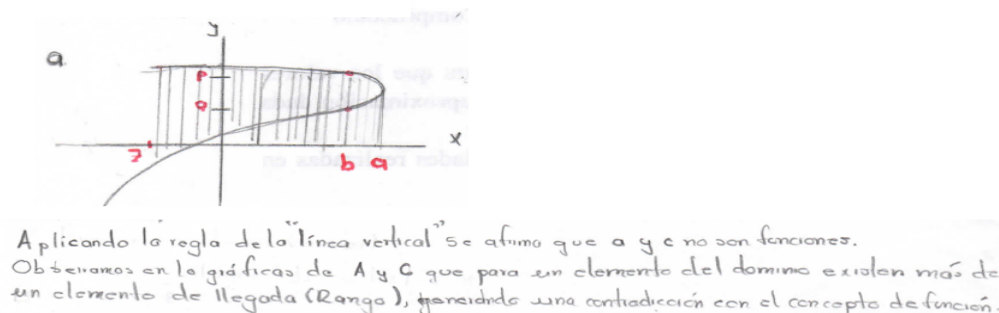 y
a
P
Q
x
7
b a
Aplicando la regla de la "línea vertical" se afirma que a y c no son funciones.
Observamos en la gráficas de A y C que para un elemento del dominio existen más de
un elemento de llegada (Rango), generando una contradicción con el concepto de función.